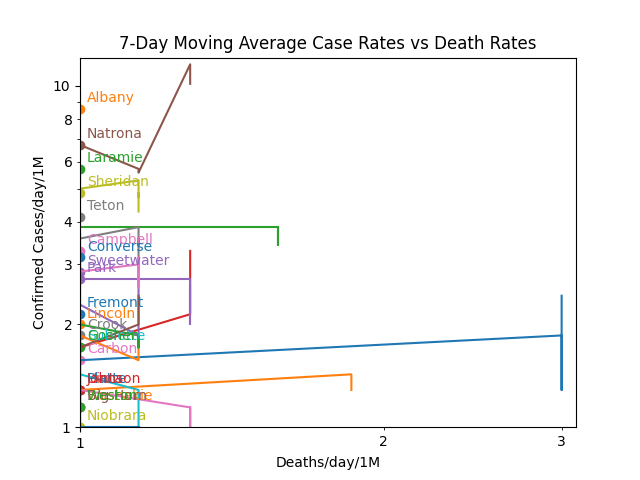 7-Day Moving Average Case Rates vs Death Rates
10
8
6
4
3
2
1
Confirmed Cases/day/1M
Albany
Natrona
Laramie
Sheridan
Teton
Campbell
Converse
Sweetwater
Park
Fremont
Lincoln
Crook
Goshen
Carbon
Niobrara
1
2
3
Deaths/day/1M